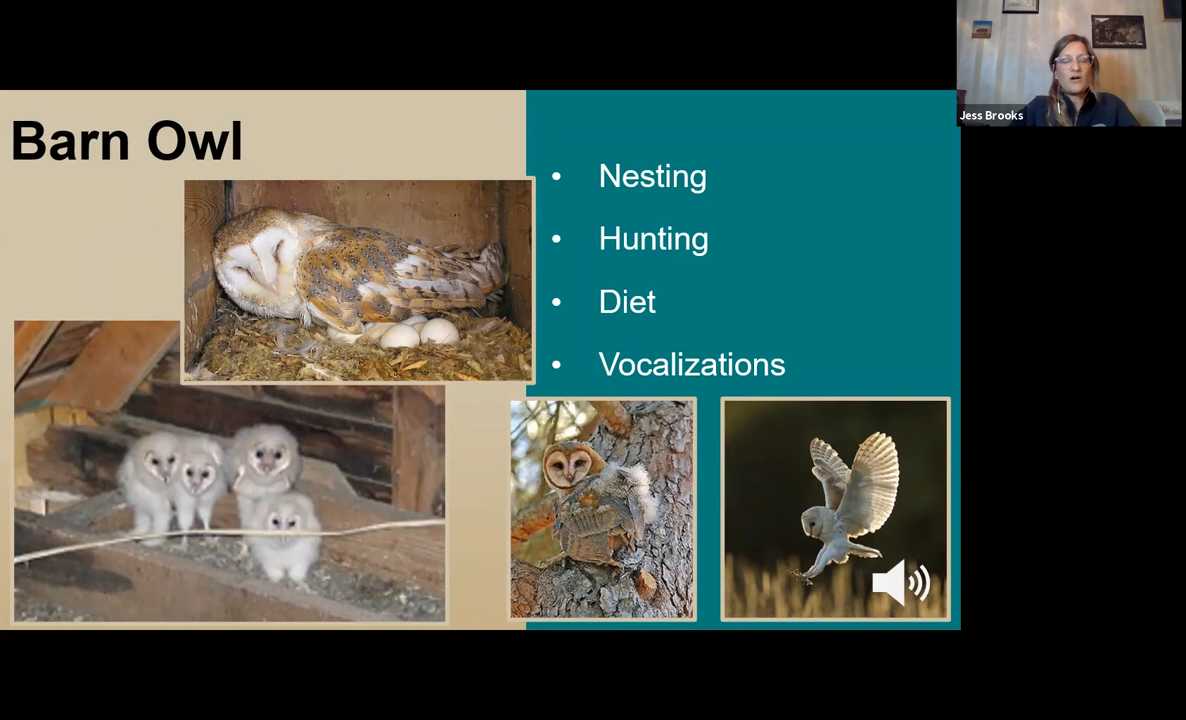 Jess Brooks
Barn Owl
• Nesting
• Hunting
• Diet
• Vocalizations